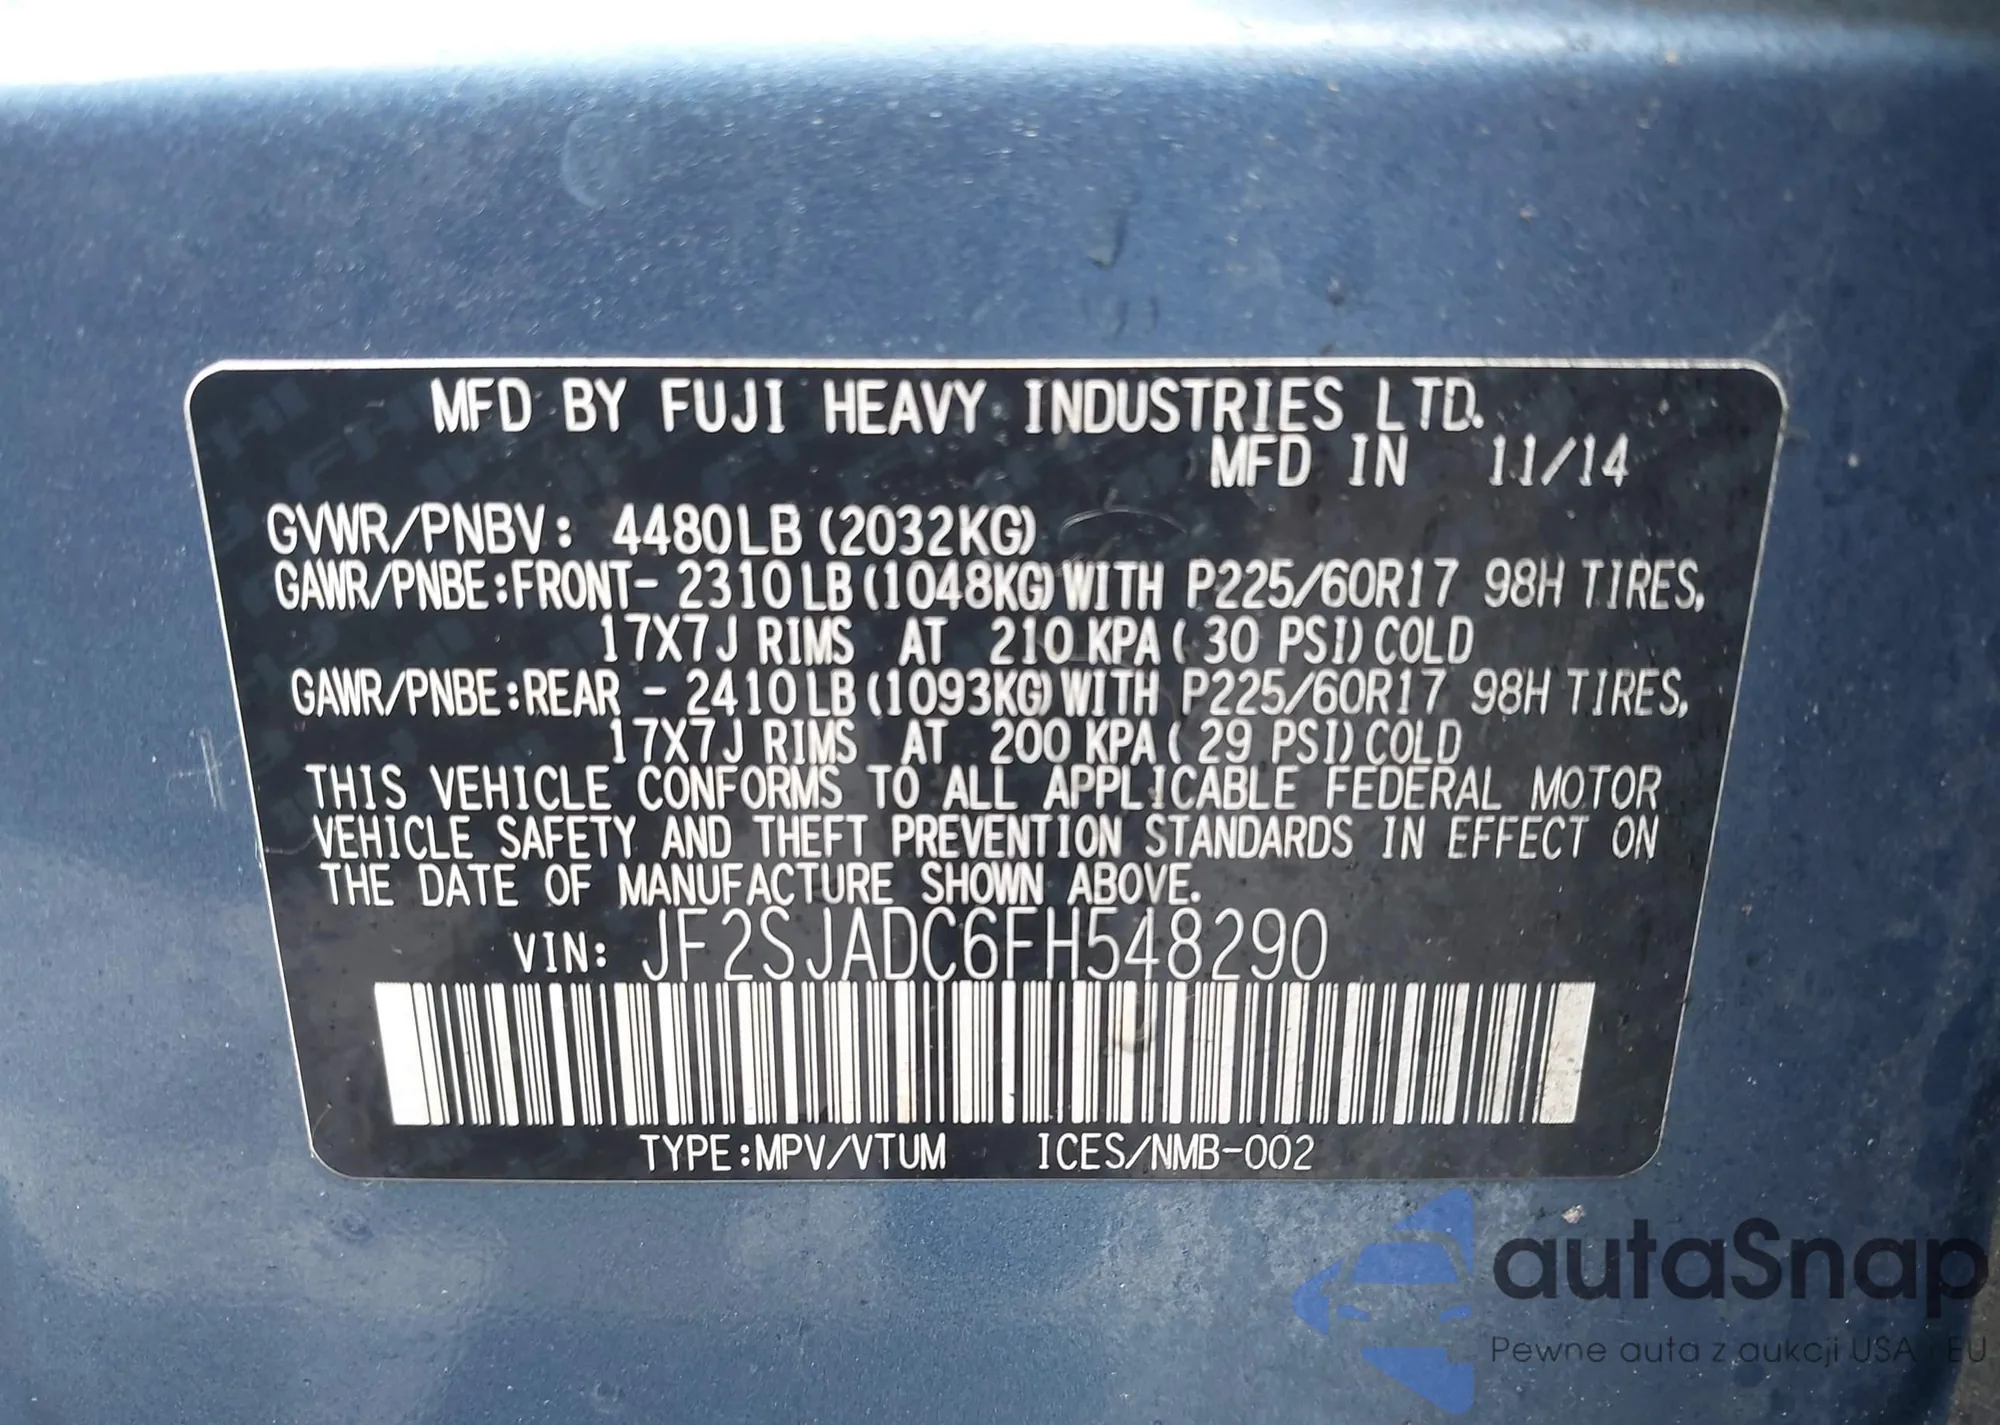 MFD BY FUJI HEAVY INDUSTRIES LTD.
MFD IN 11/14
GVWR/PNBV: 4480LB (2032KG)
GAWR/PNBE:FRONT- 2310LB (1048KG) WITH P225/60R17 98H TIRES,
17X7J RIMS AT 210 KPA ( 30 PSI) COLD
GAWR/PNBE:REAR - 2410LB (1093KG) WITH P225/60R17 98H TIRES,
17X7J RIMS AT 200 KPA ( 29 PSI) COLD
THIS VEHICLE CONFORMS TO ALL APPLICABLE FEDERAL MOTOR
VEHICLE SAFETY AND THEFT PREVENTION STANDARDS IN EFFECT ON
THE DATE OF MANUFACTURE SHOWN ABOVE.
VIN: JF2SJADC6FH548290
TYPE:MPV/VTUM ICES/NMB-002
autoSnap
Pewne auta z aukcji USA i EU